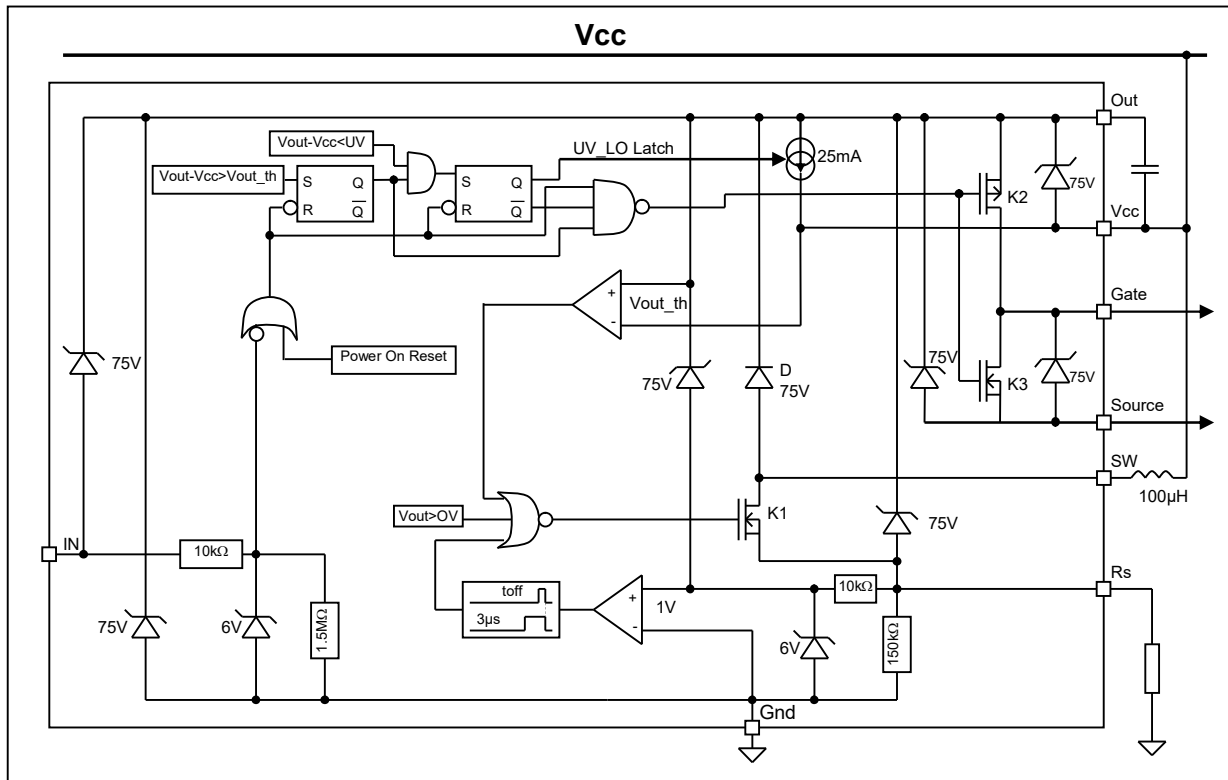 Vcc
Out
Vout-Vcc<UV
UV_LO Latch
25mA
Vout-Vcc>Vout_th
S
Q
R
Q
S
Q
R
Q
K2
75V
Vcc
+
Vout_th
-
Gate
Power On Reset
75V
75V
D
75V
75V
K3
75V
Source
SW
100µH
Vout>OV
K1
75V
IN
10kΩ
Rs
toff
3µs
+
1V
-
10kΩ
75V
6V
1.5MΩ
6V
150kΩ
Gnd